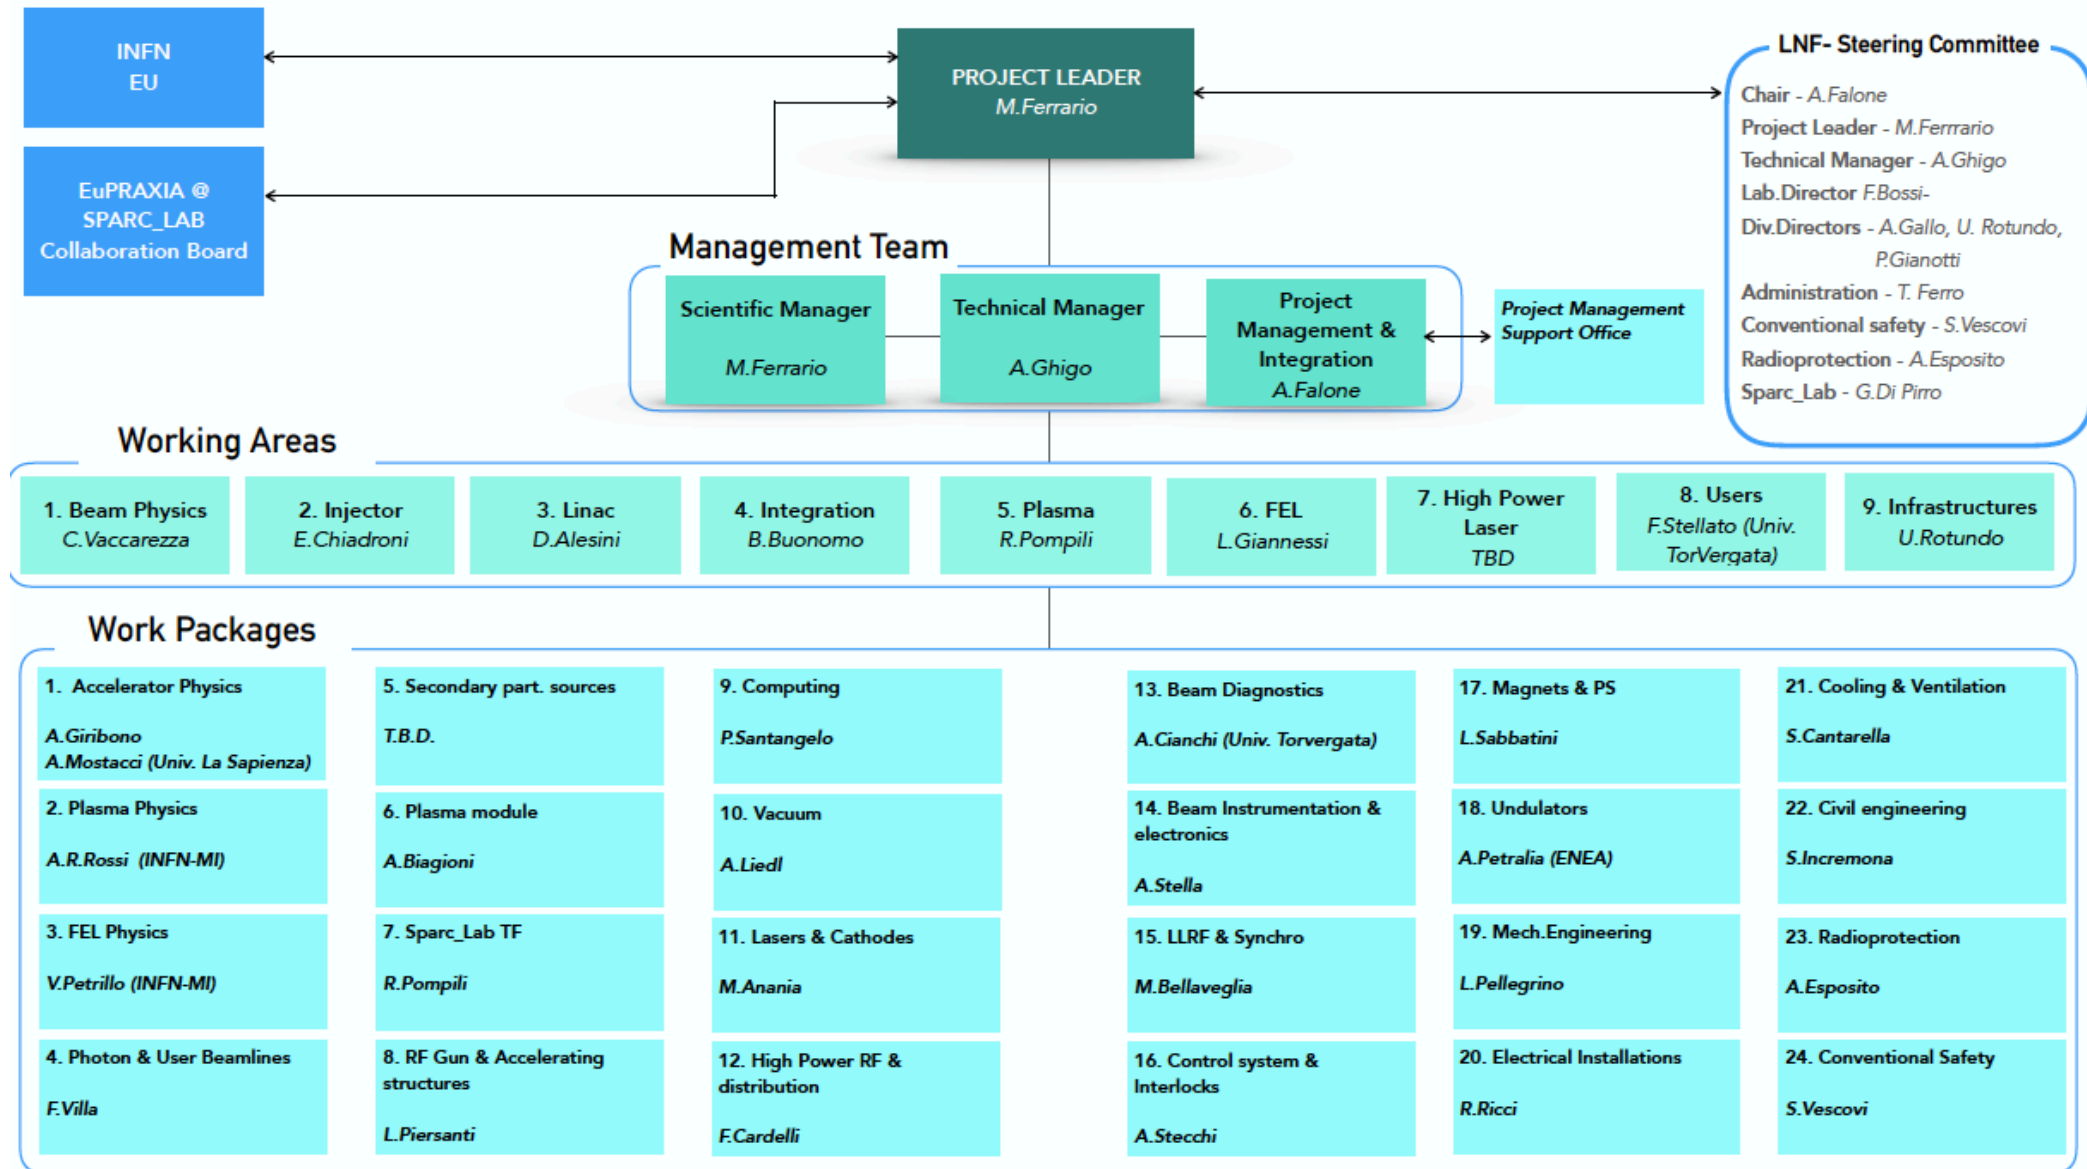 INFN
EU
PROJECT LEADER
M.Ferrario
EuPRAXIA @
SPARC_LAB
Collaboration Board
LNF- Steering Committee
Chair - A.Falone
Project Leader - M.Ferrrario
Technical Manager - A.Ghigo
Lab.Director F.Bossi-
Div.Directors - A.Gallo, U. Rotundo,
P.Gianotti
Administration - T. Ferro
Conventional safety - S.Vescovi
Radioprotection - A.Esposito
Sparc_Lab - G.Di Pirro
Management Team
Scientific Manager
M.Ferrario
Technical Manager
A.Ghigo
Project
Management &
Integration
A.Falone
Project Management
Support Office
Working Areas
1. Beam Physics
C.Vaccarezza
2. Injector
E.Chiadroni
3. Linac
D.Alesini
4. Integration
B.Buonomo
5. Plasma
R.Pompili
6. FEL
L.Giannessi
7. High Power
Laser
TBD
8. Users
F.Stellato (Univ.
TorVergata)
9. Infrastructures
U.Rotundo
Work Packages
1. Accelerator Physics
A.Giribono
A.Mostacci (Univ. La Sapienza)
2. Plasma Physics
A.R.Rossi (INFN-MI)
3. FEL Physics
V.Petrillo (INFN-MI)
4. Photon & User Beamlines
F.Villa
5. Secondary part. sources
T.B.D.
6. Plasma module
A.Biagioni
7. Sparc_Lab TF
R.Pompili
8. RF Gun & Accelerating
structures
L.Piersanti
9. Computing
P.Santangelo
10. Vacuum
A.Liedl
11. Lasers & Cathodes
M.Anania
12. High Power RF &
distribution
F.Cardelli
13. Beam Diagnostics
A.Cianchi (Univ. Torvergata)
14. Beam Instrumentation &
electronics
A.Stella
15. LLRF & Synchro
M.Bellaveglia
16. Control system &
Interlocks
A.Stecchi
17. Magnets & PS
L.Sabbatini
18. Undulators
A.Petralia (ENEA)
19. Mech.Engineering
L.Pellegrino
20. Electrical Installations
R.Ricci
21. Cooling & Ventilation
S.Cantarella
22. Civil engineering
S.Incremona
23. Radioprotection
A.Esposito
24. Conventional Safety
S.Vescovi